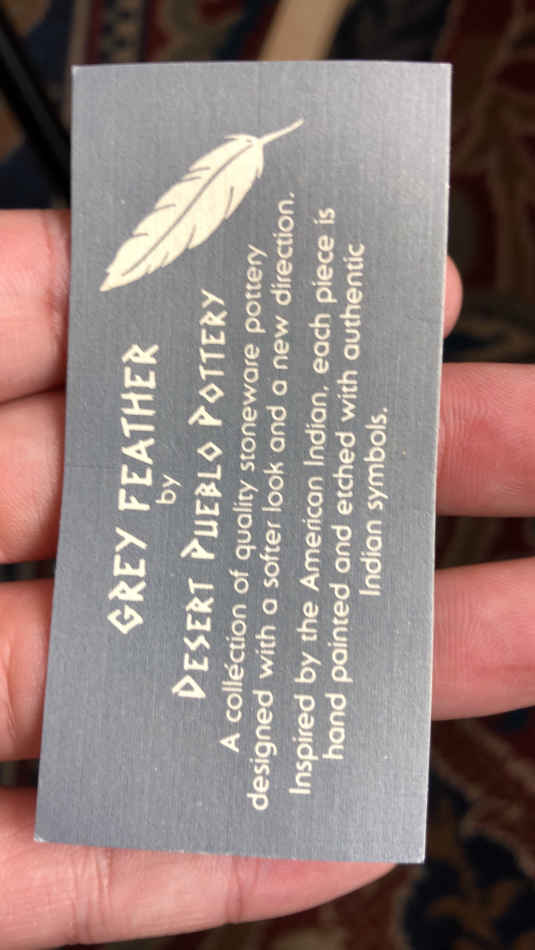 GREY FEATHER
by
DESERT PUEBLO POTTERY
A collection of quality stoneware pottery
designed with a softer look and a new direction.
Inspired by the American Indian, each piece is
hand painted and etched with authentic
Indian symbols.